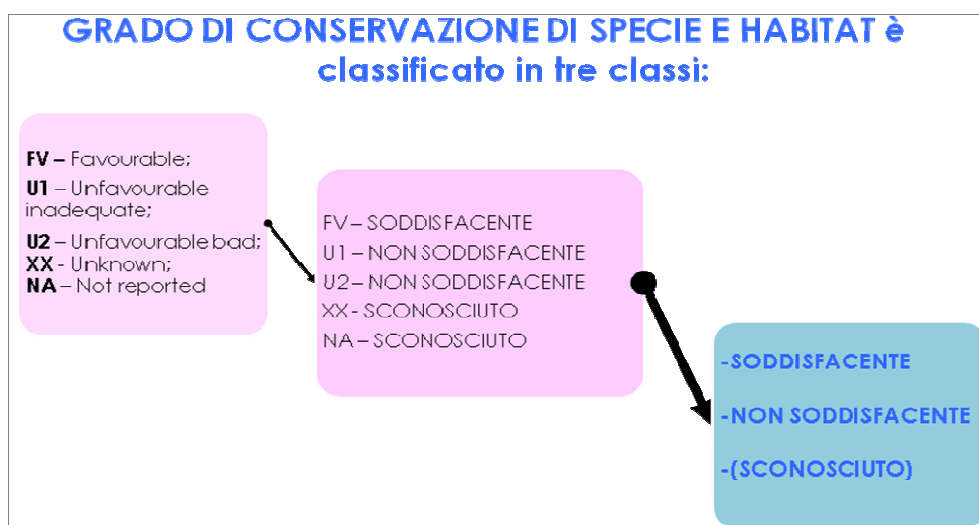 GRADO DI CONSERVAZIONE DI SPECIE E HABITAT è
classificato in tre classi:
FV – Favourable;
U1 – Unfavourable
inadequate;
U2 – Unfavourable bad;
XX - Unknown;
NA – Not reported
FV – SODDISFACENTE
U1 – NON SODDISFACENTE
U2 – NON SODDISFACENTE
XX - SCONOSCIUTO
NA – SCONOSCIUTO
-SODDISFACENTE
-NON SODDISFACENTE
-(SCONOSCIUTO)